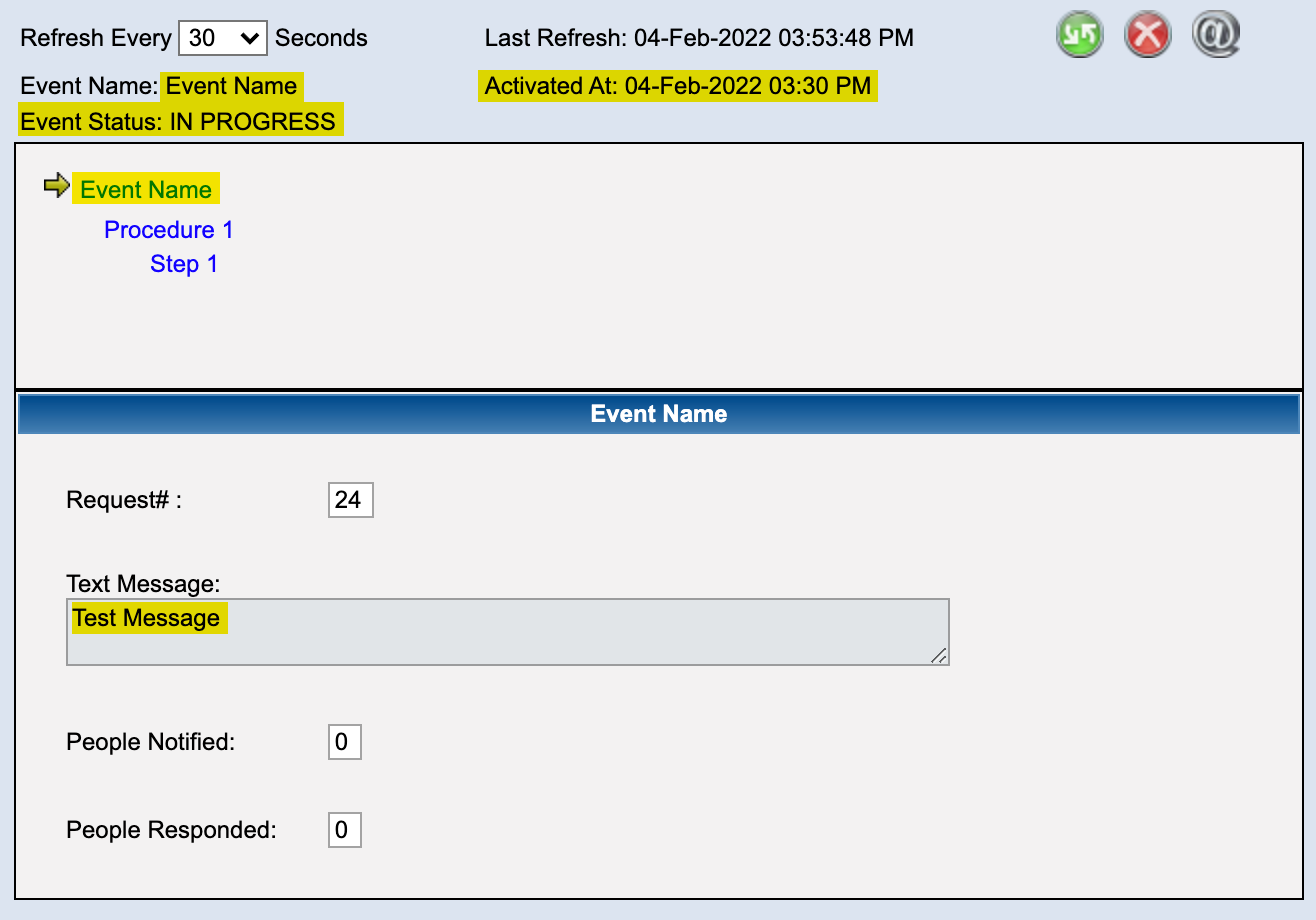 Refresh Every 30 Seconds Last Refresh: 04-Feb-2022 03:53:48 PM
Event Name: Event Name Activated At: 04-Feb-2022 03:30 PM
Event Status: IN PROGRESS
Event Name
Procedure 1
Step 1
Event Name
Request# : 24
Text Message:
Test Message
People Notified: 0
People Responded: 0